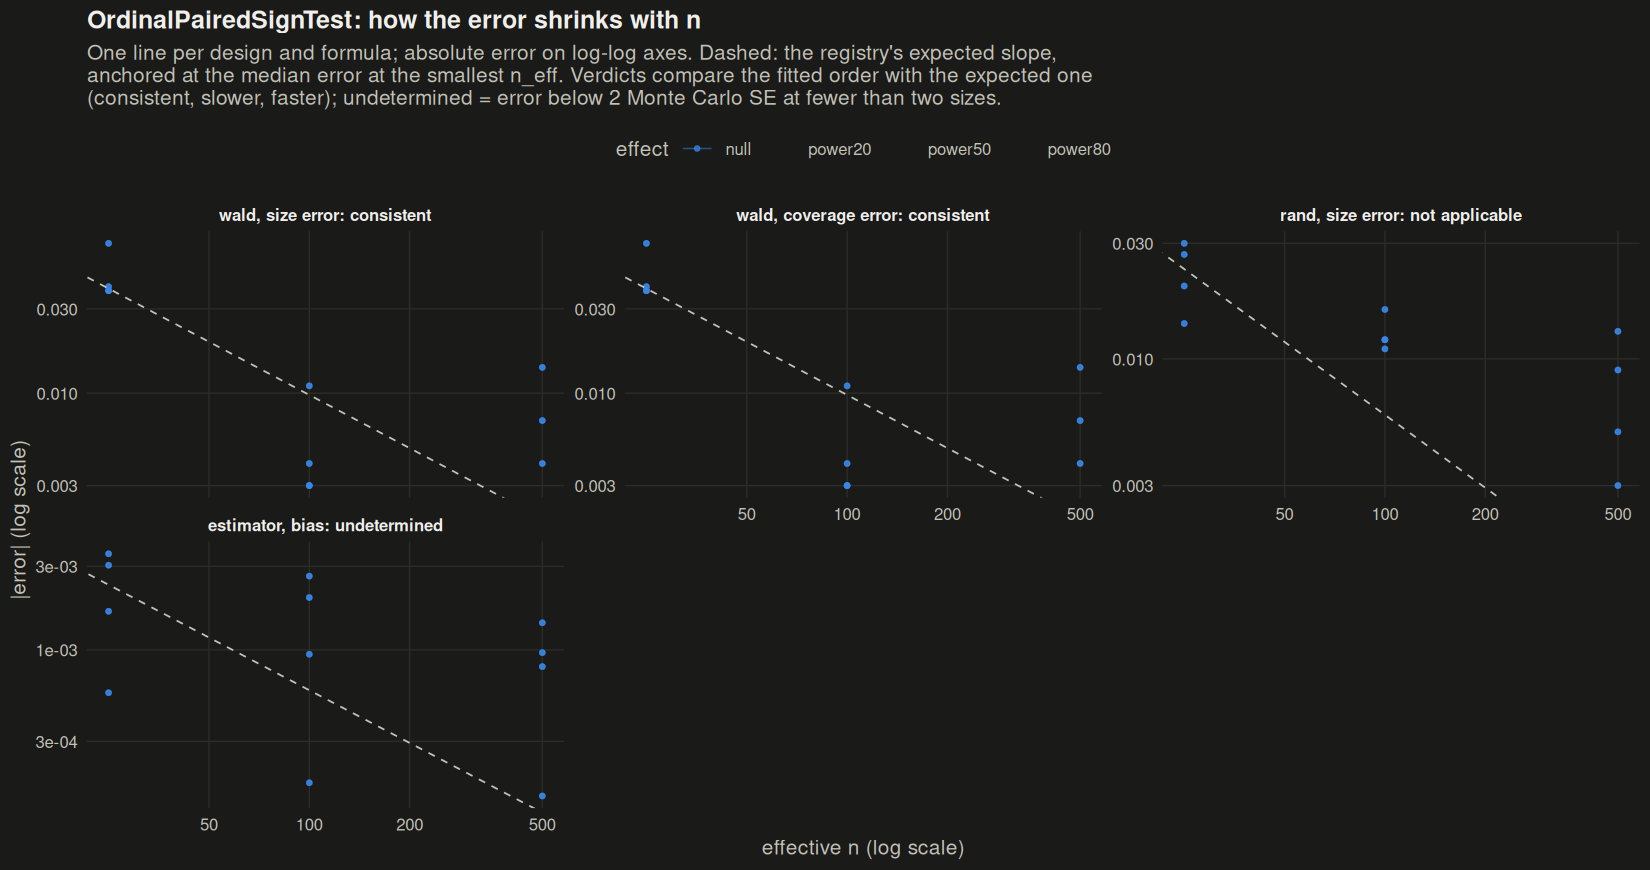 OrdinalPairedSignTest: how the error shrinks with n
One line per design and formula; absolute error on log-log axes. Dashed: the registry's expected slope,
anchored at the median error at the smallest n_eff. Verdicts compare the fitted order with the expected one
(consistent, slower, faster); undetermined = error below 2 Monte Carlo SE at fewer than two sizes.
effect null power20 power50 power80
wald, size error: consistent
0.030
0.010
0.003
wald, coverage error: consistent
0.030
0.010
0.003
50 100 200 500
rand, size error: not applicable
0.030
0.010
0.003
50 100 200 500
estimator, bias: undetermined
3e-03
1e-03
3e-04
50 100 200 500
|error| (log scale)
effective n (log scale)